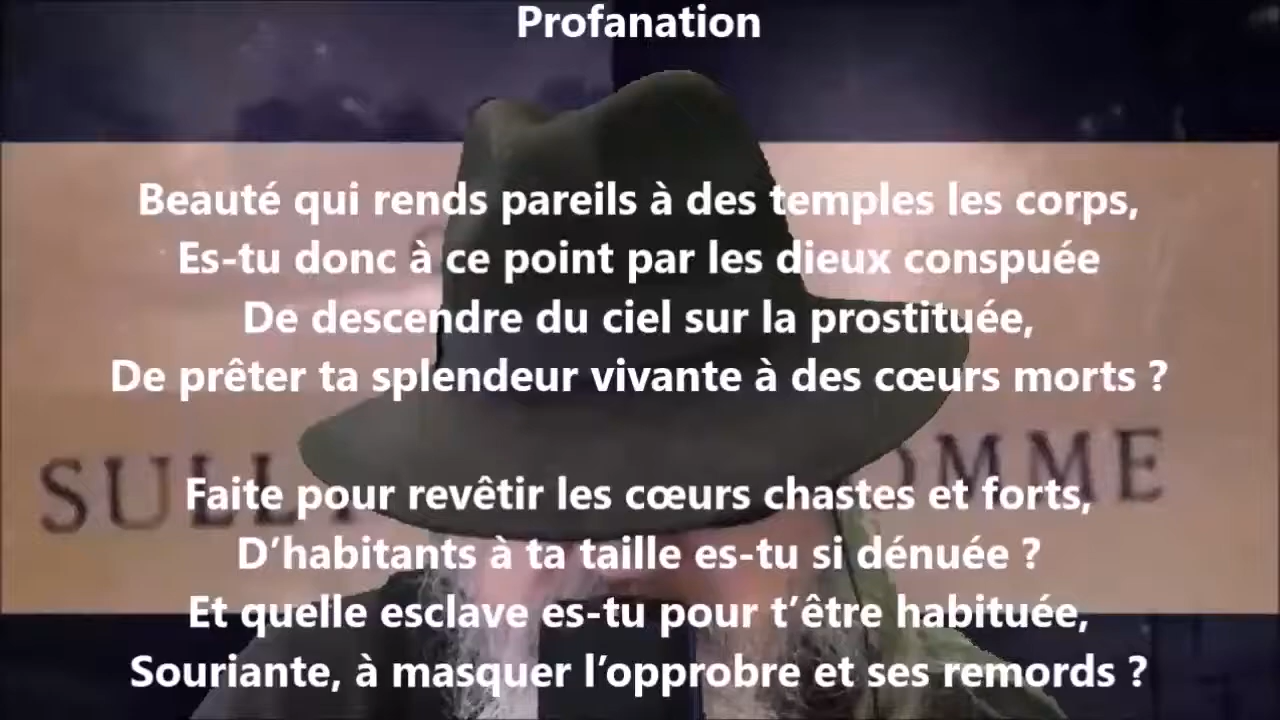 Profanation
Beauté qui rends pareils à des temples les corps,
Es-tu donc à ce point par les dieux conspuée
De descendre du ciel sur la prostituée,
De prêter ta splendeur vivante à des cœurs morts ?
Faite pour revêtir les cœurs chastes et forts,
D’habitants à ta taille es-tu si dénuée ?
Et quelle esclave es-tu pour t’être habituée,
Souriante, à masquer l’opprobre et ses remords ?